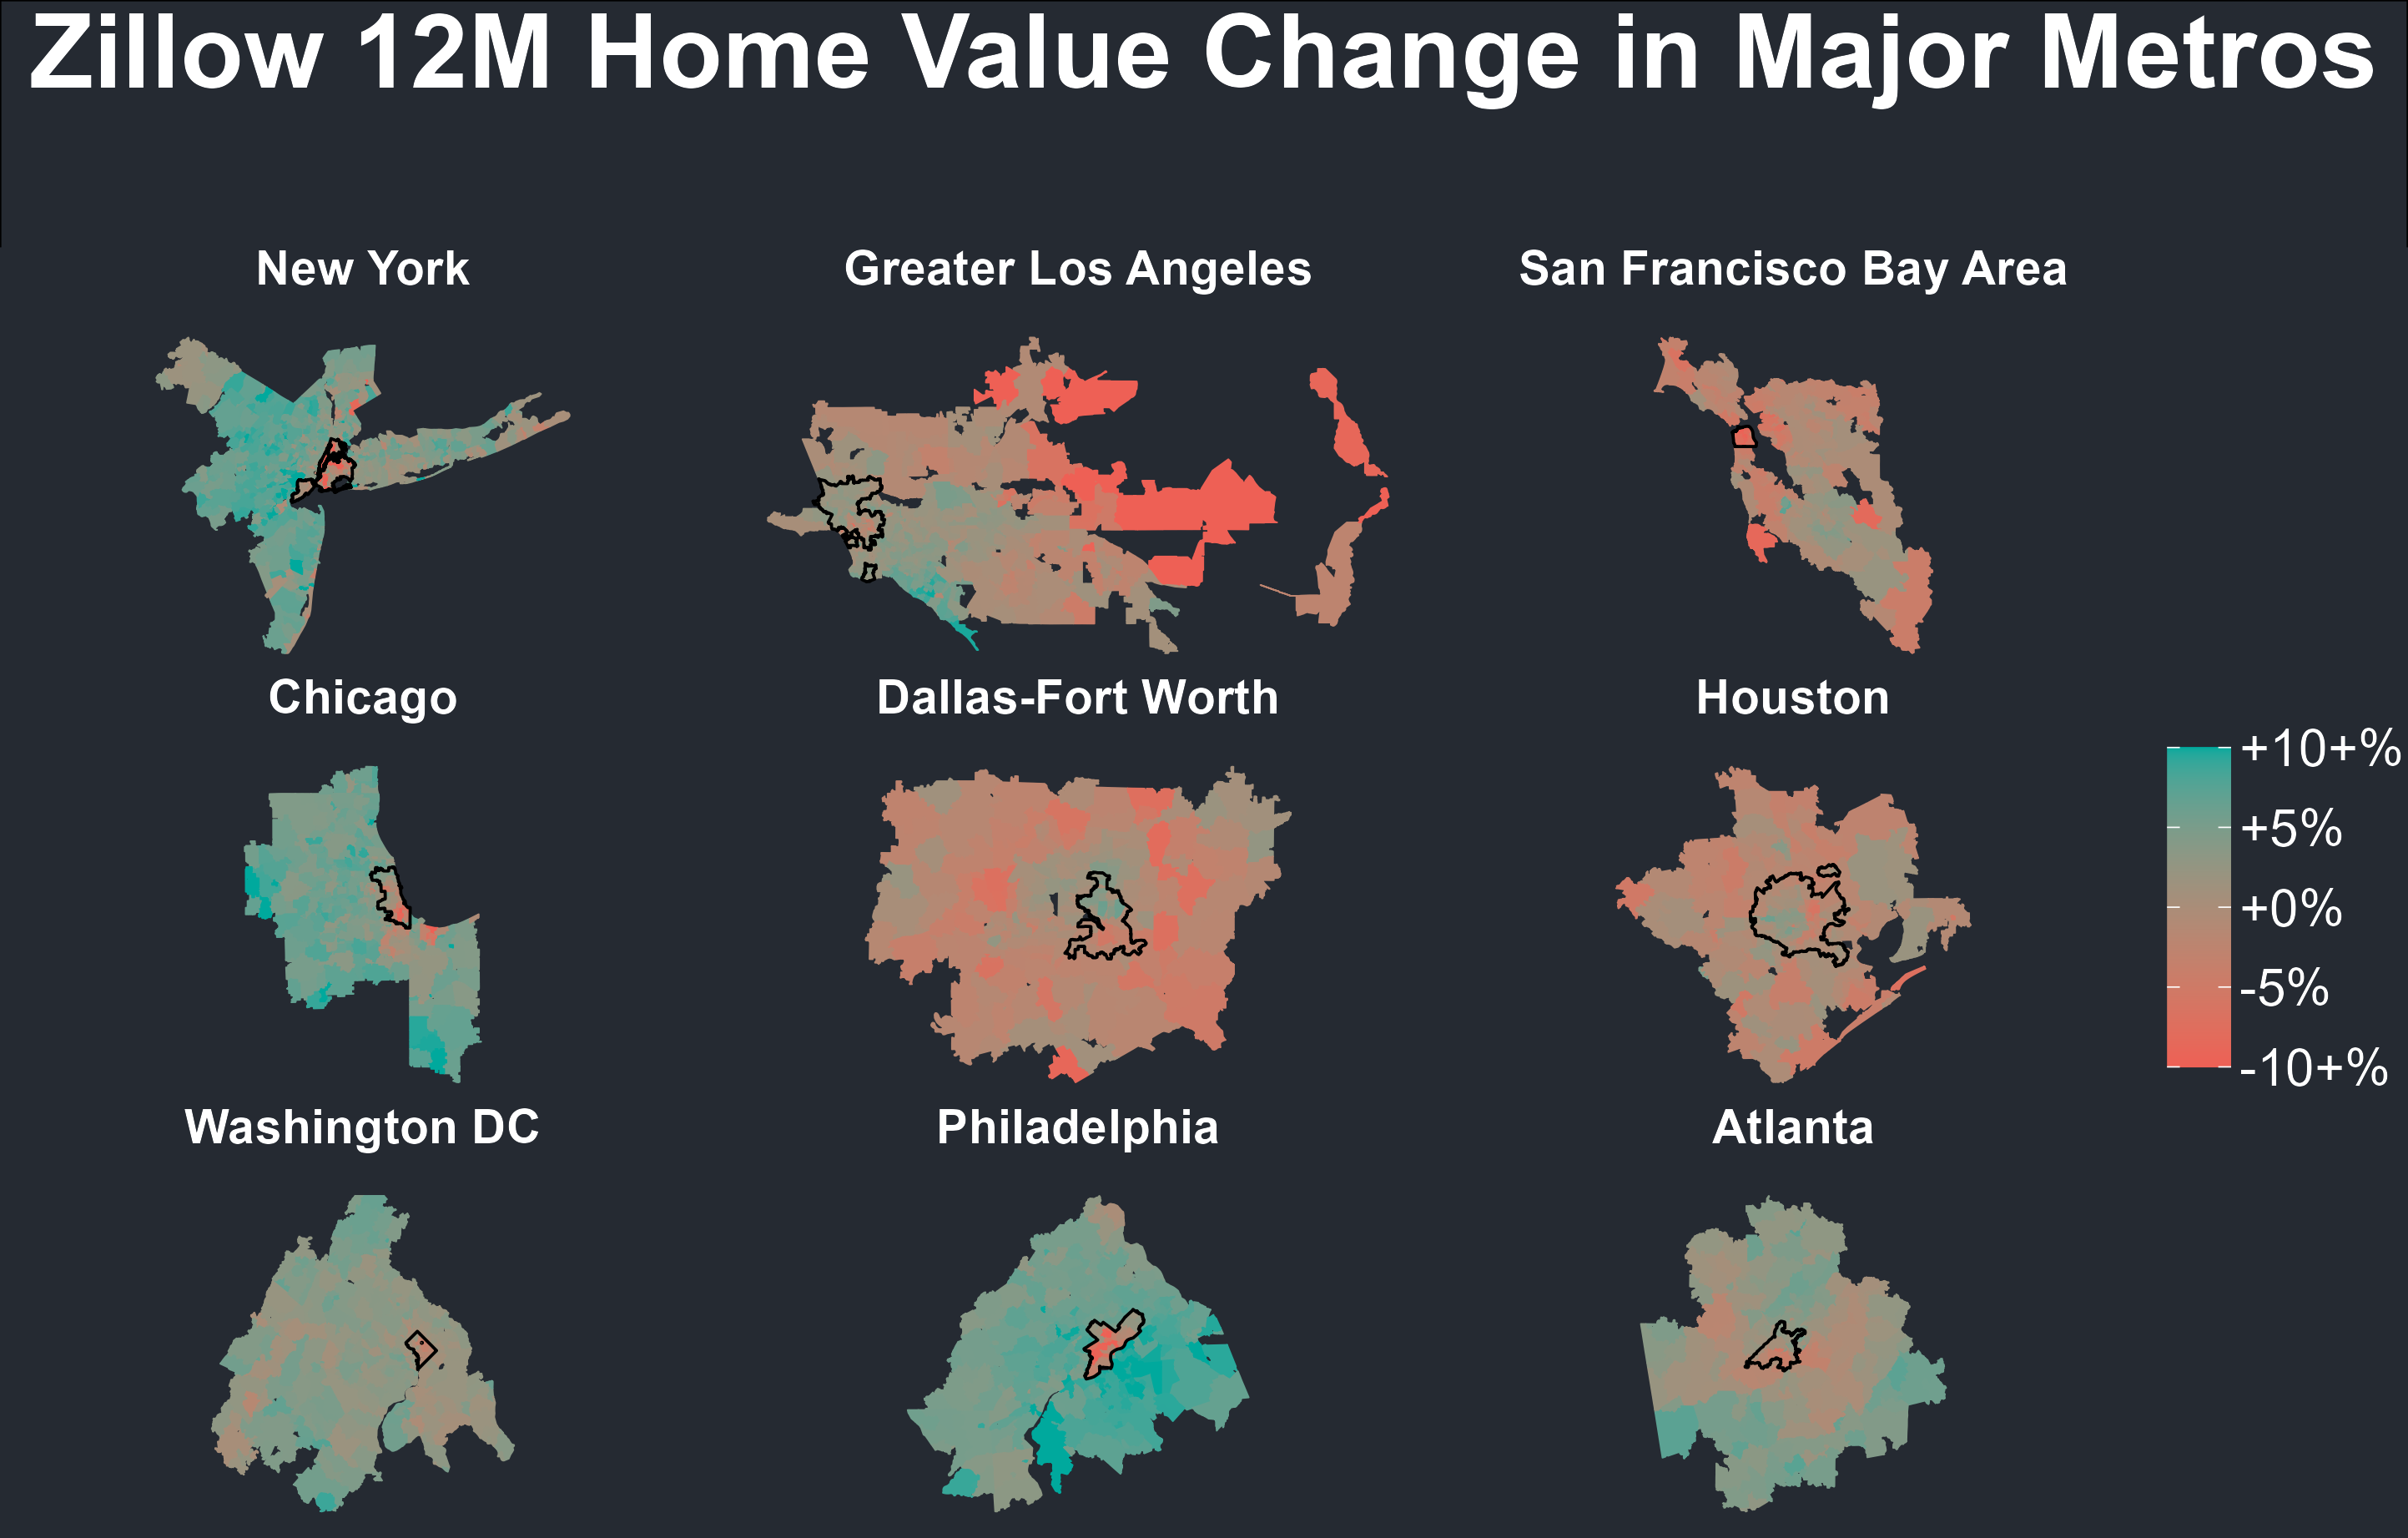 Zillow 12M Home Value Change in Major Metros
New York
Greater Los Angeles
San Francisco Bay Area
Chicago
Dallas-Fort Worth
Houston
+10+%
+5%
+0%
-5%
-10+%
Washington DC
Philadelphia
Atlanta